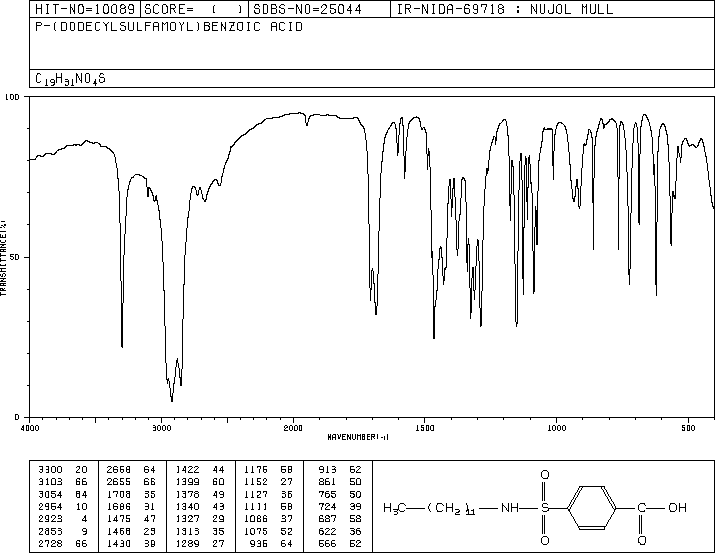 HIT-NO=10089 SCORE= ( ) SDBS-NO=25044 IR-NIDA-69718 : NUJOL MULL
P-(DODECYLSULFAMOYL)BENZOIC ACID
C19H31NO4S
100
50
0
TRANSMITTANCE(%)
4000 3000 2000 1500 1000 500
WAVENUMBER(-1)
3300 20 2668 64 1422 44 1176 58 913 62
3103 66 2655 66 1399 60 1152 27 861 50
3054 64 1708 35 1378 49 1127 36 765 50
2954 10 1686 31 1340 43 1111 58 724 39
2923 4 1475 47 1327 29 1086 37 687 58
2853 9 1468 23 1313 35 1075 52 622 36
2728 66 1430 39 1289 27 936 64 566 52
O
H3C—(CH2)11—NH—S C—OH
O O